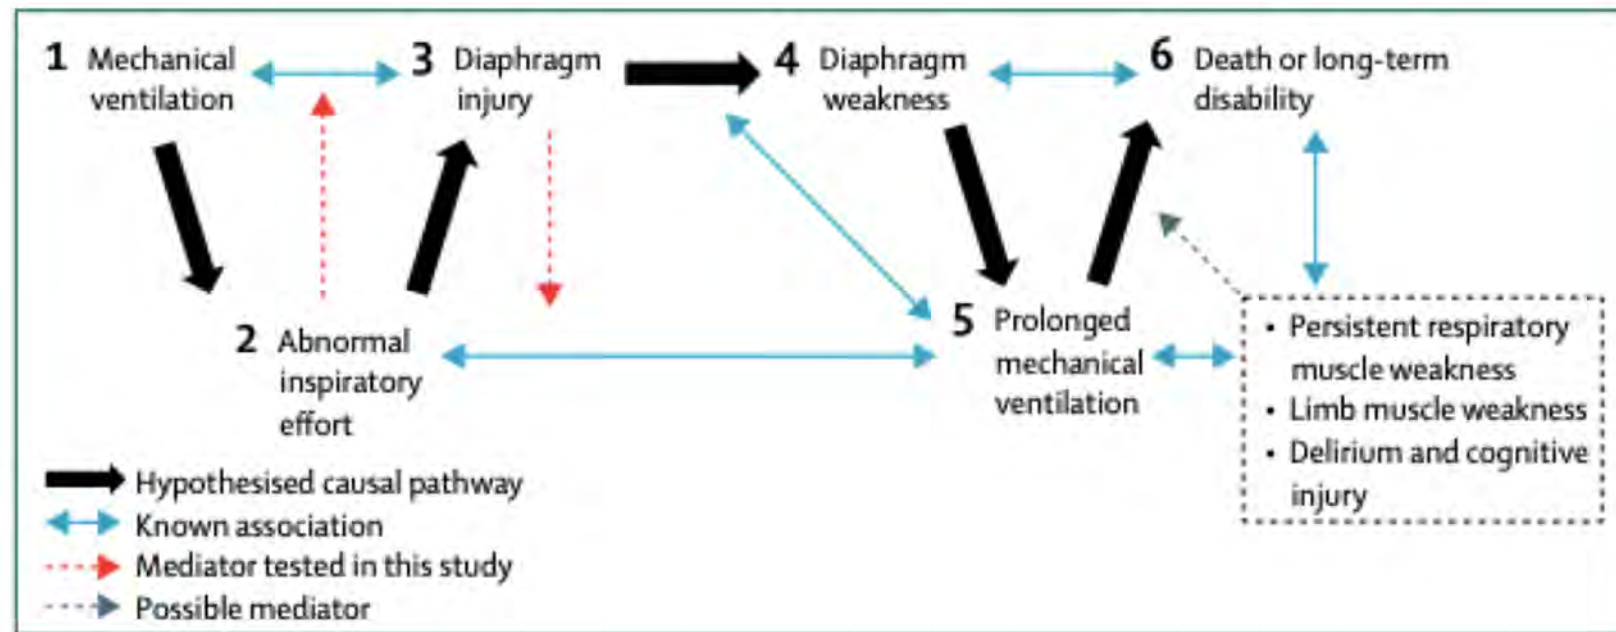 1 Mechanical
ventilation
3 Diaphragm
injury
4 Diaphragm
weakness
6 Death or long-term
disability
2 Abnormal
inspiratory
effort
5 Prolonged
mechanical
ventilation
• Persistent respiratory
muscle weakness
• Limb muscle weakness
• Delirium and cognitive
injury
Hypothesised causal pathway
Known association
Mediator tested in this study
Possible mediator